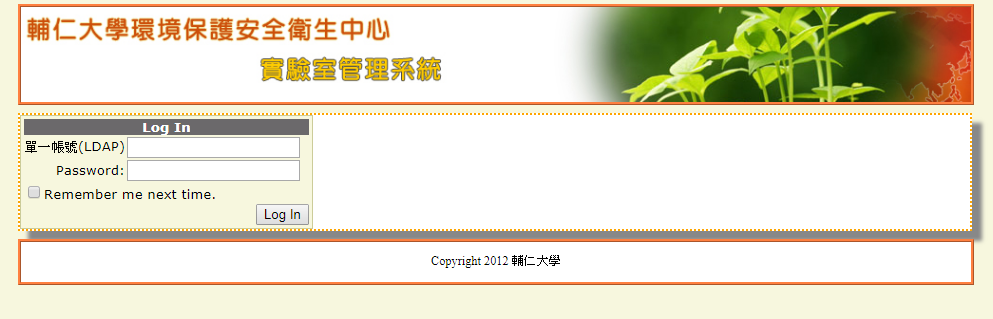 輔仁大學環境保護安全衛生中心
實驗室管理系統
Log In
單一帳號(LDAP)
Password:
Remember me next time.
Log In
Copyright 2012 輔仁大學